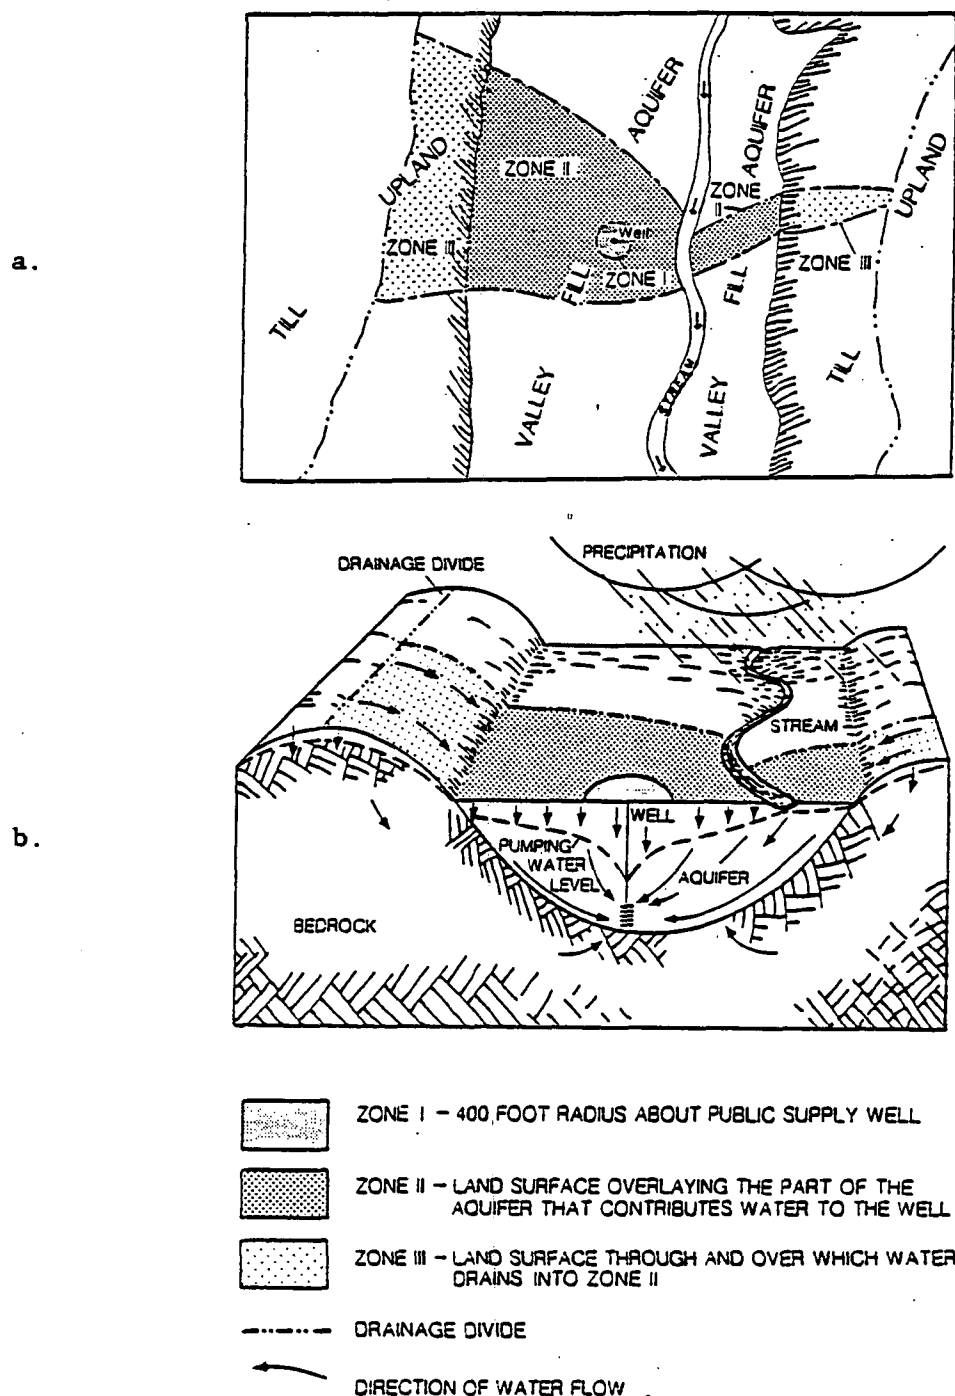 a.
UPLAND
ZONE III
TILL
ZONE II
AQUIFER
Well
ZONE I
FILL
VALLEY
STREAM
AQUIFER
ZONE II
FILL
VALLEY
UPLAND
ZONE III
TILL
b.
DRAINAGE DIVIDE
PRECIPITATION
STREAM
WELL
PUMPING
WATER
LEVEL
AQUIFER
BEDROCK
ZONE I – 400 FOOT RADIUS ABOUT PUBLIC SUPPLY WELL
ZONE II – LAND SURFACE OVERLAYING THE PART OF THE
AQUIFER THAT CONTRIBUTES WATER TO THE WELL
ZONE III – LAND SURFACE THROUGH AND OVER WHICH WATER
DRAINS INTO ZONE II
DRAINAGE DIVIDE
DIRECTION OF WATER FLOW